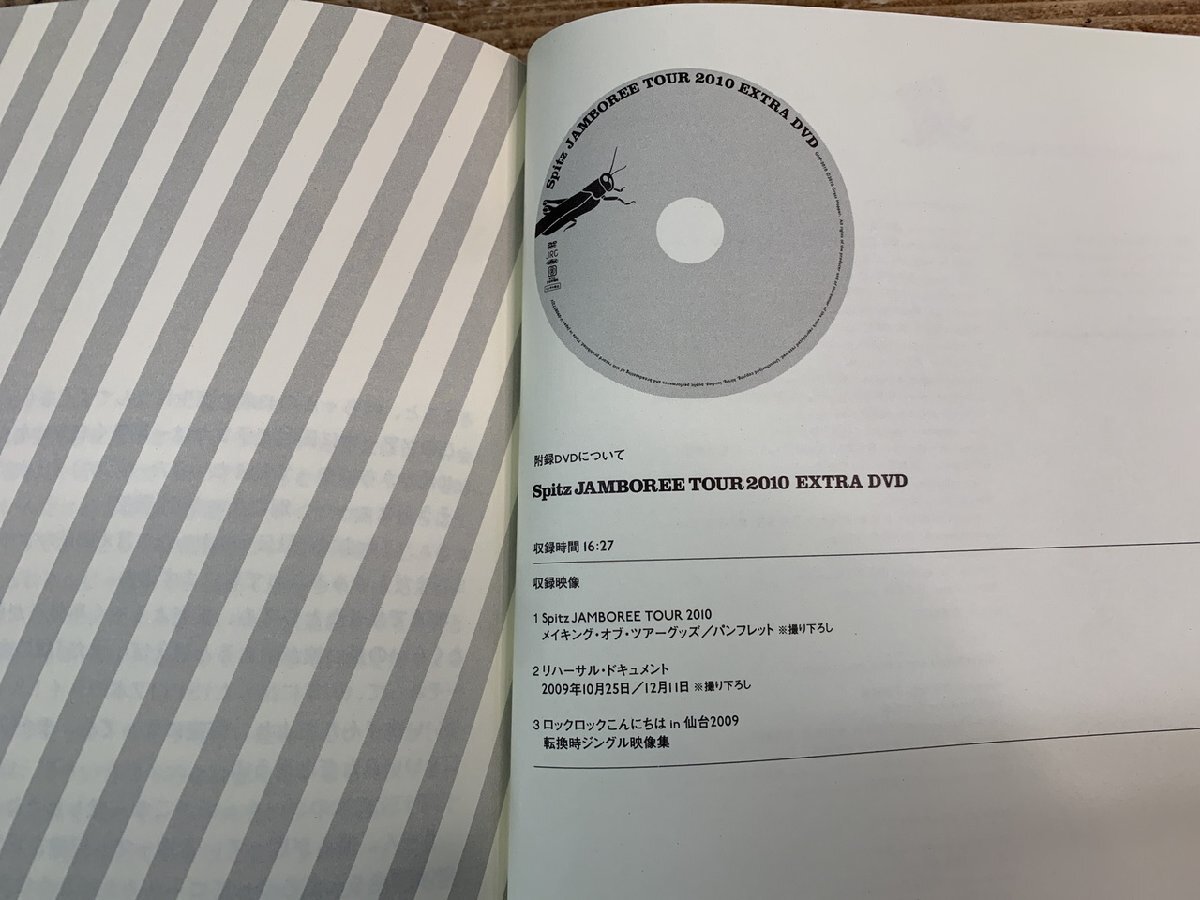 Spitz JAMBOREE TOUR 2010 EXTRA DVD
JRC
附録DVDについて
Spitz JAMBOREE TOUR 2010 EXTRA DVD
収録時間 16:27
収録映像
1 Spitz JAMBOREE TOUR 2010
メイキング・オブ・ツアーグッズ／パンフレット ※撮り下ろし
2 リハーサル・ドキュメント
2009年10月25日／12月11日 ※撮り下ろし
3 ロックロックこんにちは in 仙台2009
転換時ジングル映像集